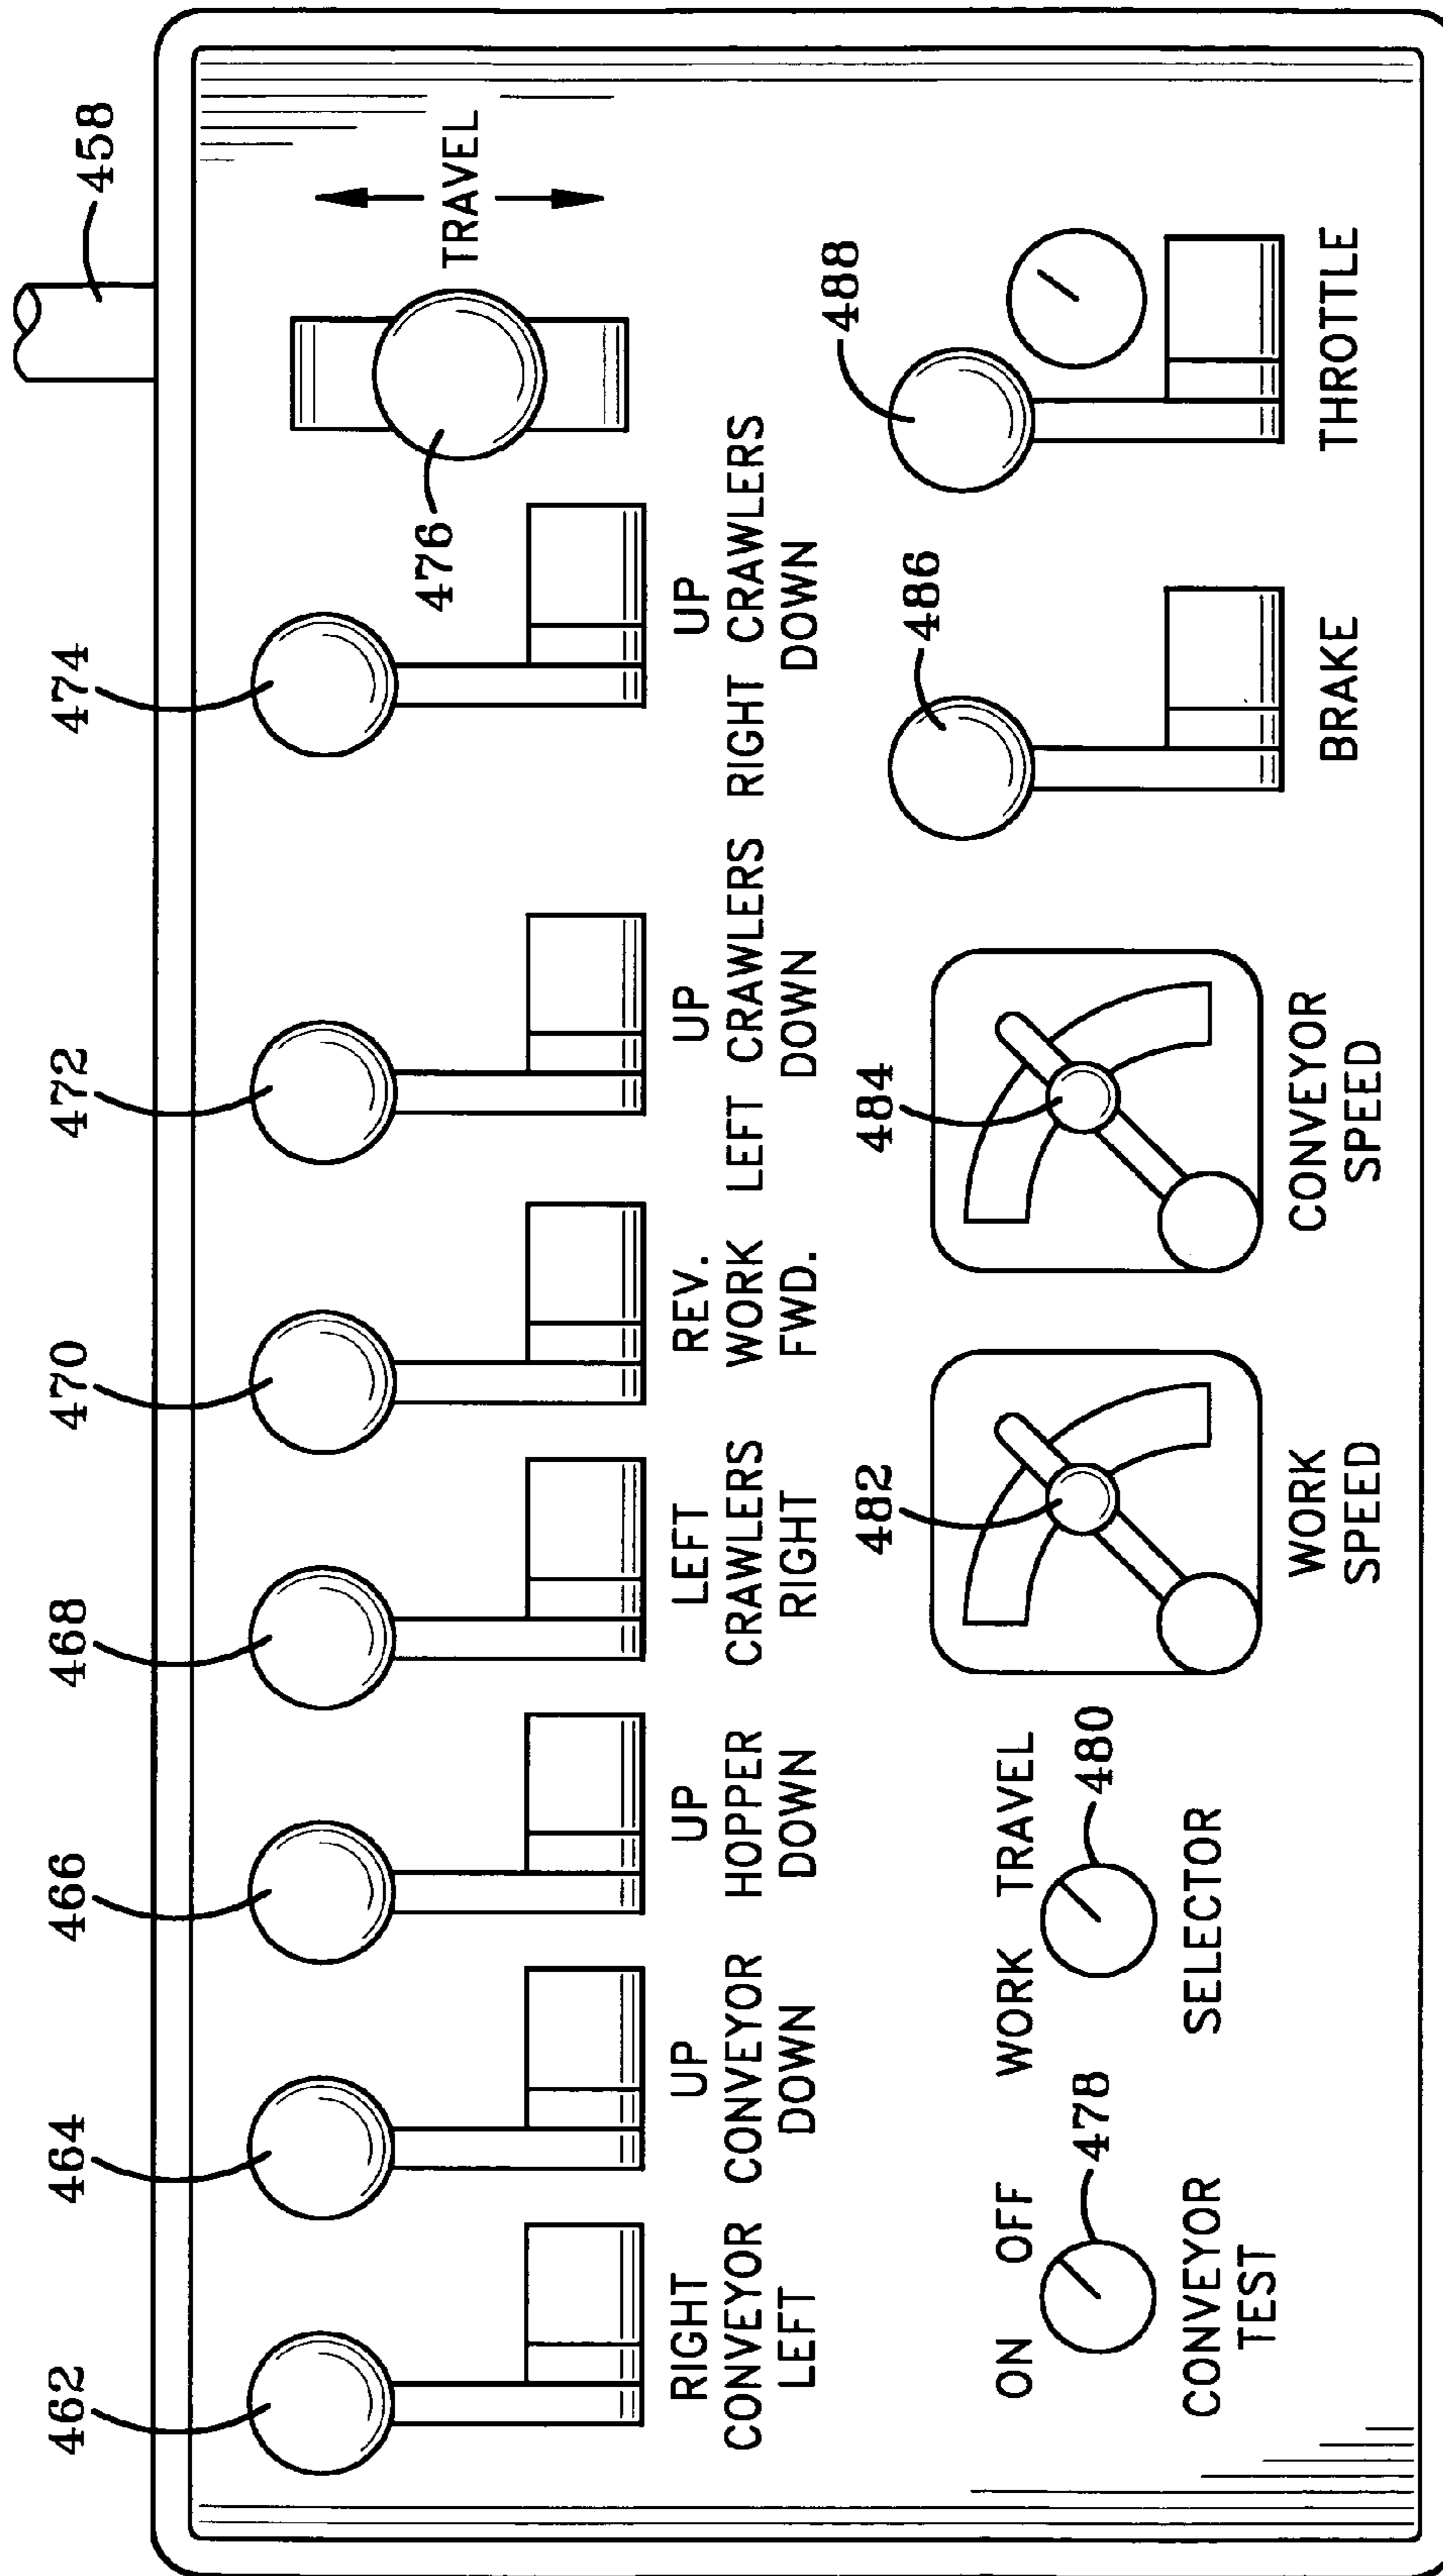 458
462
464
466
468
470
472
474
476
TRAVEL
RIGHT
CONVEYOR
LEFT
UP
CONVEYOR
DOWN
UP
HOPPER
DOWN
LEFT
CRAWLERS
RIGHT
REV.
WORK
FWD.
UP
LEFT CRAWLERS
DOWN
UP
RIGHT CRAWLERS
DOWN
ON OFF
478
CONVEYOR
TEST
WORK TRAVEL
480
SELECTOR
482
WORK
SPEED
484
CONVEYOR
SPEED
486
BRAKE
488
THROTTLE